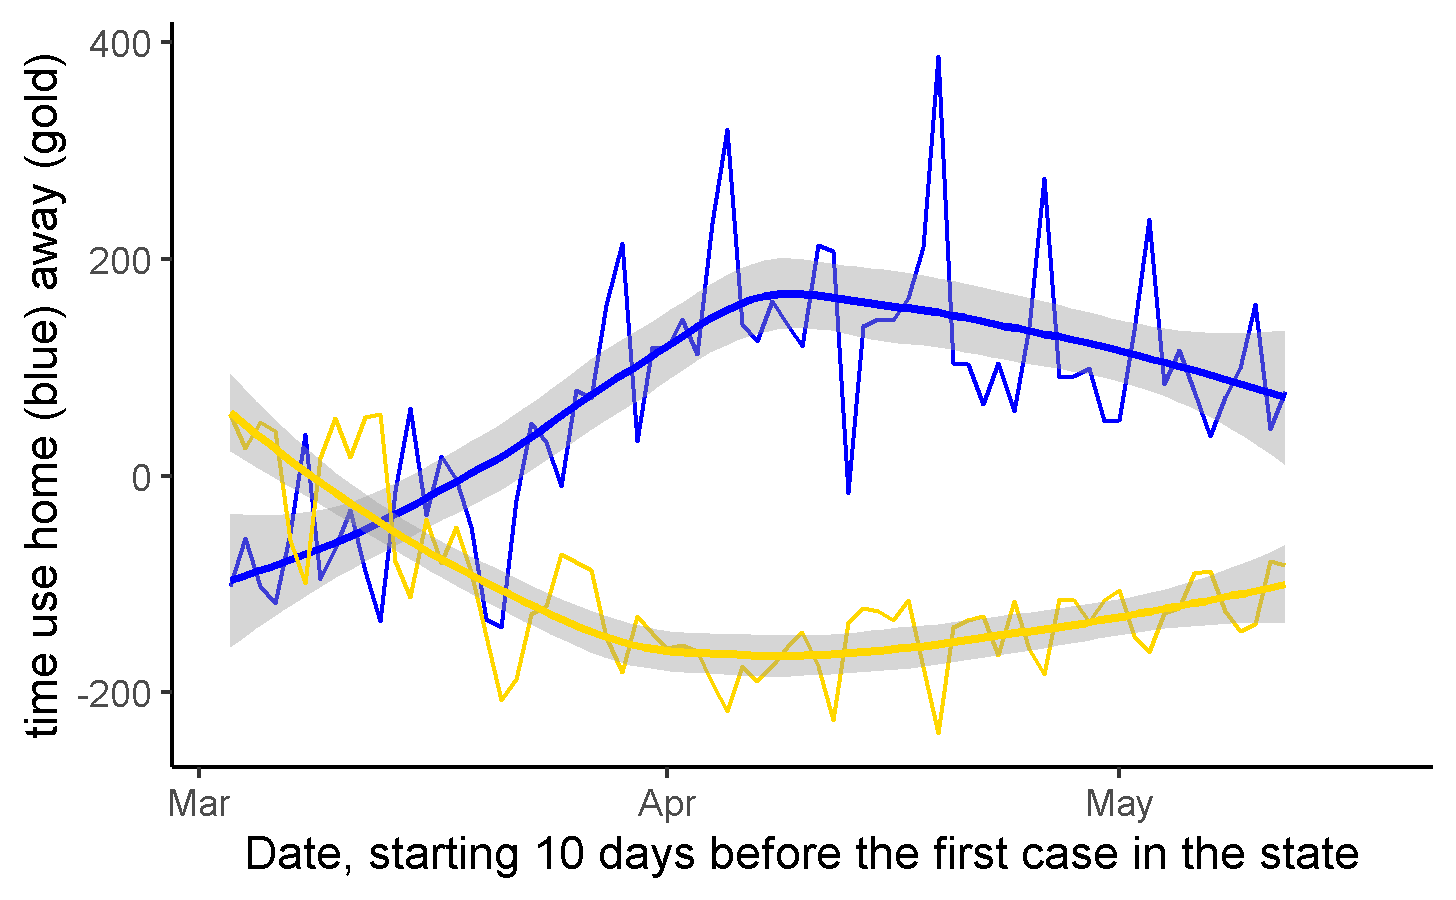 time use home (blue) away (gold)
400
200
0
-200
Mar
Apr
May
Date, starting 10 days before the first case in the state